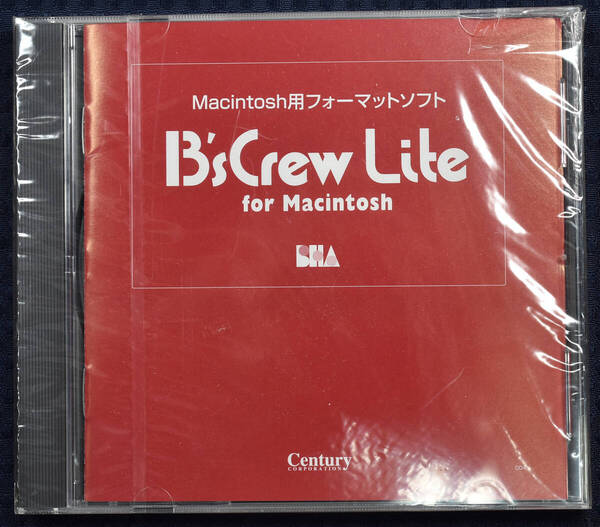 Macintosh用フォーマットソフト
B'sCrew Lite
for Macintosh
BHA
Century
CORPORATION